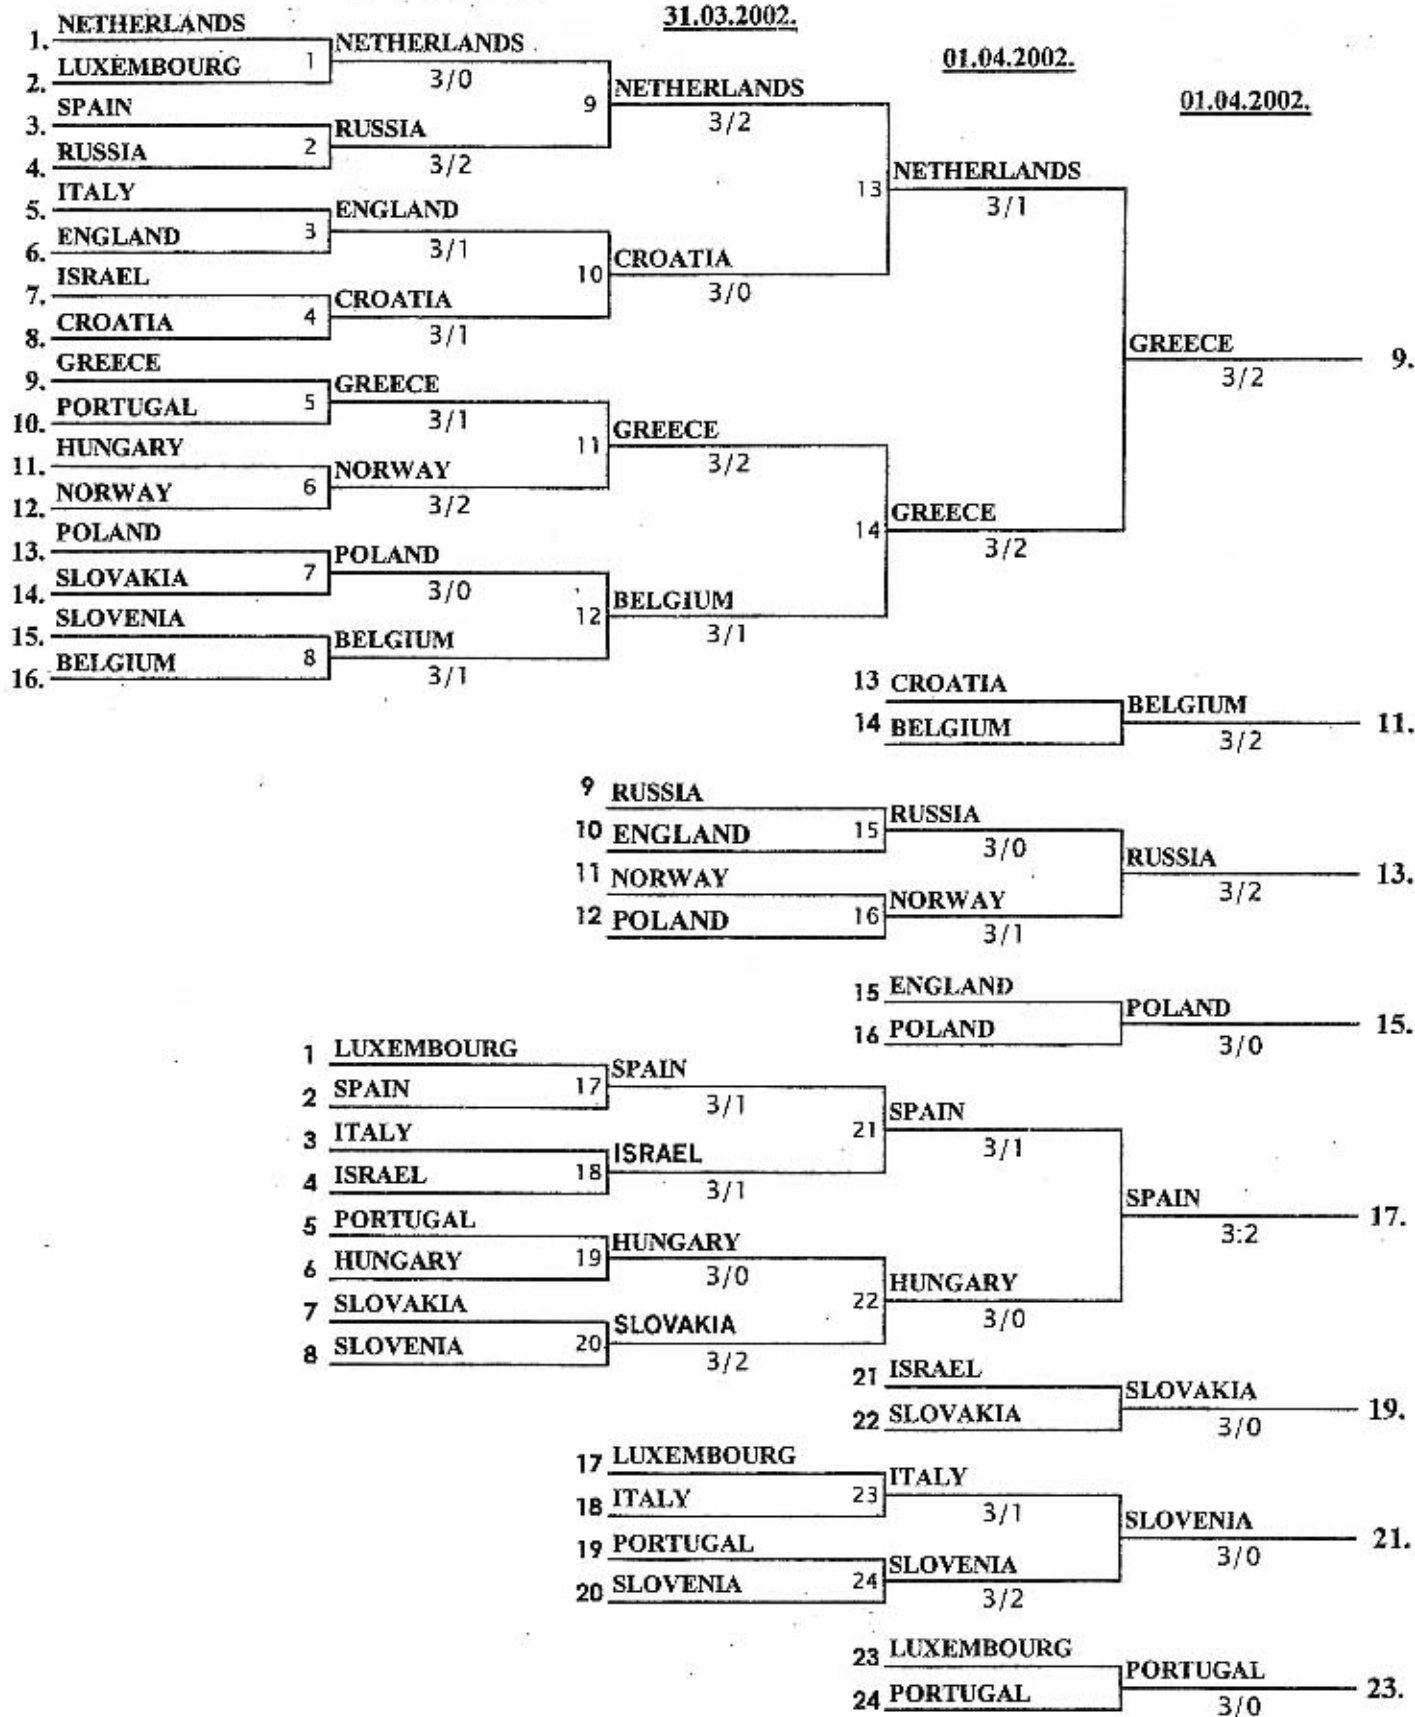 31.03.2002.
01.04.2002.
01.04.2002.
1. NETHERLANDS
2. LUXEMBOURG
1
NETHERLANDS
3/0
3. SPAIN
4. RUSSIA
2
RUSSIA
3/2
9
NETHERLANDS
3/2
5. ITALY
6. ENGLAND
3
ENGLAND
3/1
7. ISRAEL
8. CROATIA
4
CROATIA
3/1
10
CROATIA
3/0
13
NETHERLANDS
3/1
9. GREECE
10. PORTUGAL
5
GREECE
3/1
11. HUNGARY
12. NORWAY
6
NORWAY
3/2
11
GREECE
3/2
13. POLAND
14. SLOVAKIA
7
POLAND
3/0
15. SLOVENIA
16. BELGIUM
8
BELGIUM
3/1
12
BELGIUM
3/1
14
GREECE
3/2
GREECE 9.
3/2
13 CROATIA
14 BELGIUM
BELGIUM 11.
3/2
9 RUSSIA
10 ENGLAND
15
RUSSIA
3/0
11 NORWAY
12 POLAND
16
NORWAY
3/1
RUSSIA 13.
3/2
15 ENGLAND
16 POLAND
POLAND 15.
3/0
1 LUXEMBOURG
2 SPAIN
17
SPAIN
3/1
3 ITALY
4 ISRAEL
18
ISRAEL
3/1
21
SPAIN
3/1
5 PORTUGAL
6 HUNGARY
19
HUNGARY
3/0
7 SLOVAKIA
8 SLOVENIA
20
SLOVAKIA
3/2
22
HUNGARY
3/0
SPAIN 17.
3:2
21 ISRAEL
22 SLOVAKIA
SLOVAKIA 19.
3/0
17 LUXEMBOURG
18 ITALY
23
ITALY
3/1
19 PORTUGAL
20 SLOVENIA
24
SLOVENIA
3/2
SLOVENIA 21.
3/0
23 LUXEMBOURG
24 PORTUGAL
PORTUGAL 23.
3/0